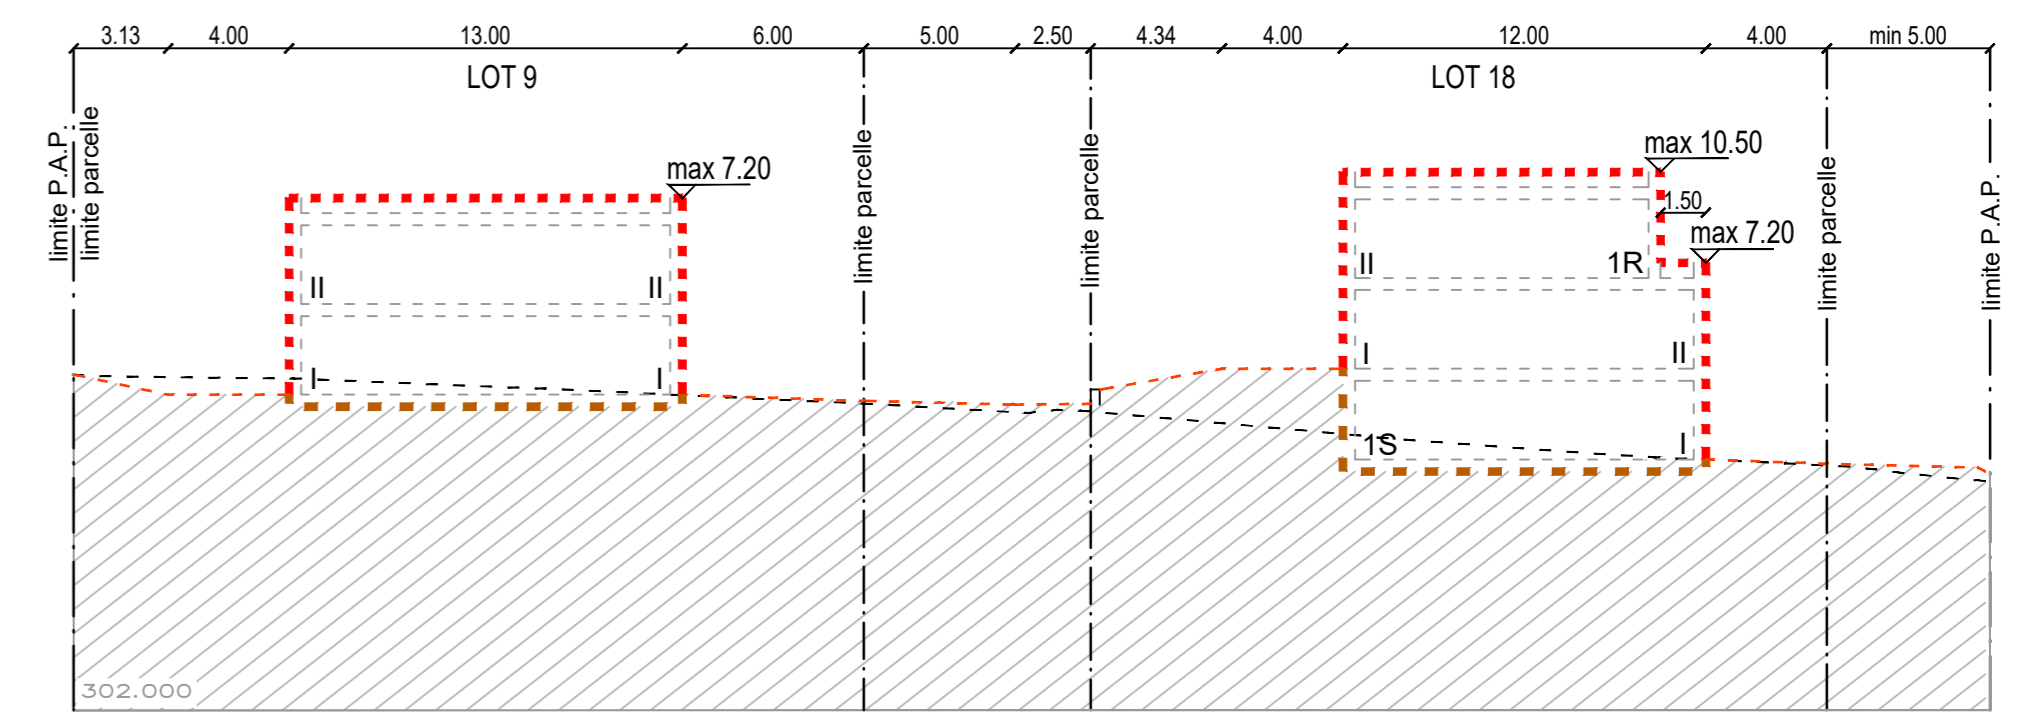 3.13 4.00 13.00 6.00 5.00 2.50 4.34 4.00 12.00 4.00 min 5.00
LOT 9 LOT 18
limite P.A.P.
limite parcelle
limite parcelle
limite parcelle
limite parcelle
limite P.A.P.
max 7.20
max 10.50
1.50
max 7.20
II II
I I
II 1R
I II
1S I
302.000